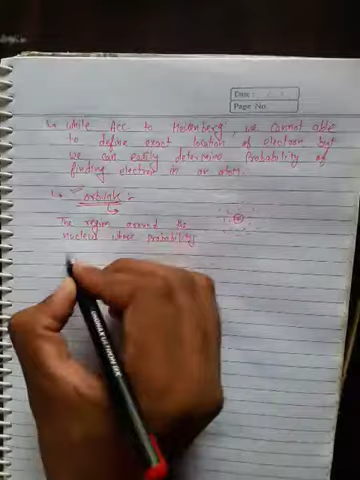 Date :
Page No.
↳ While Acc. to Heisenberg, we cannot able
to define exact location of electron but
we can easily determine Probability of
finding electron in an atom.
↳ orbitals :-
The region around the
nucleus whose probability